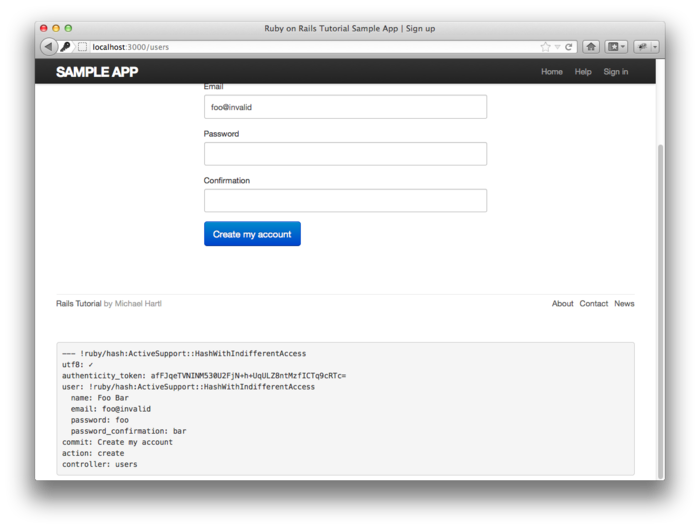 Ruby on Rails Tutorial Sample App | Sign up
localhost:3000/users
SAMPLE APP
Home Help Sign in
Email
foo@invalid
Password
Confirmation
Create my account
Rails Tutorial by Michael Hartl
About Contact News
--- !ruby/hash:ActiveSupport::HashWithIndifferentAccess
utf8: ✓
authenticity_token: afFJqeTVNINM530U2FjN+h+UqULZ8ntMzfICTq9cRTc=
user: !ruby/hash:ActiveSupport::HashWithIndifferentAccess
  name: Foo Bar
  email: foo@invalid
  password: foo
  password_confirmation: bar
commit: Create my account
action: create
controller: users